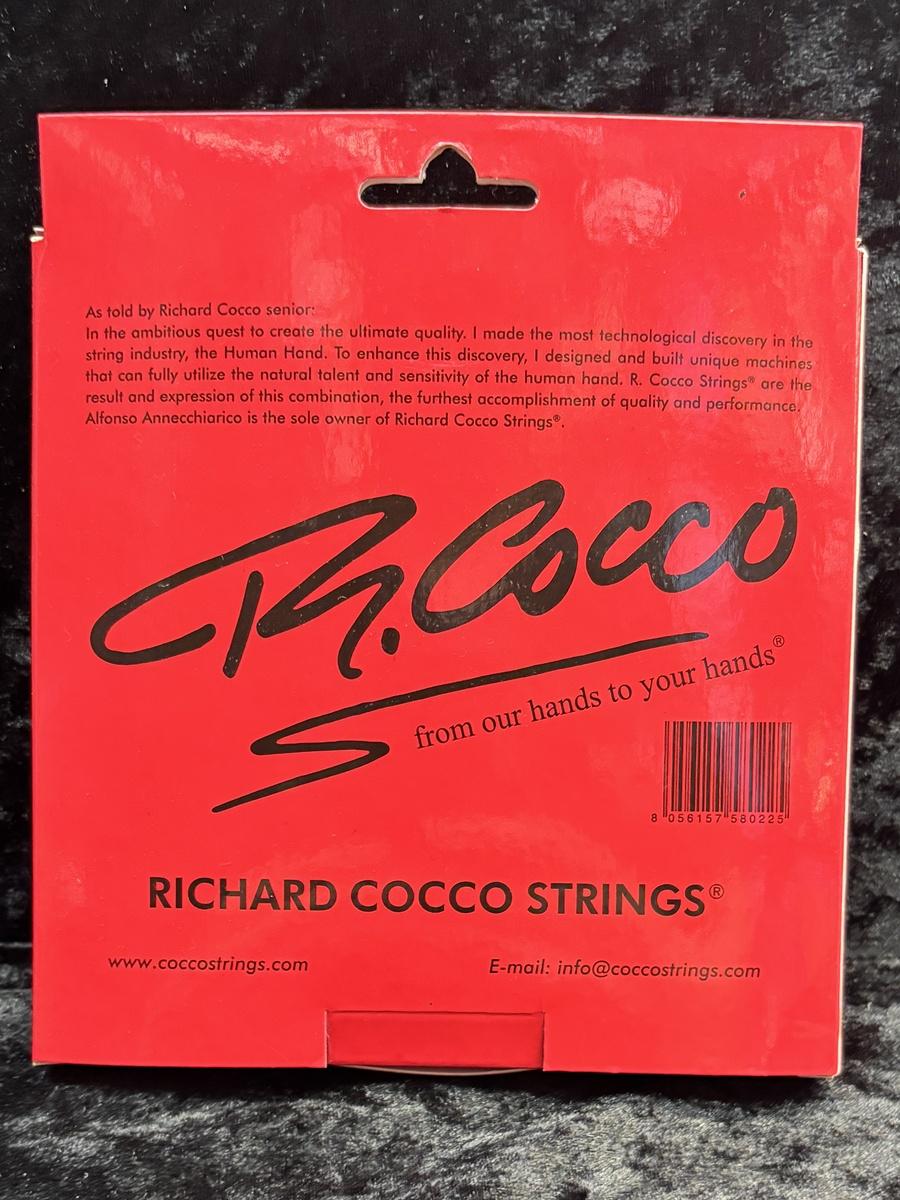 As told by Richard Cocco senior:
In the ambitious quest to create the ultimate quality. I made the most technological discovery in the
string industry, the Human Hand. To enhance this discovery, I designed and built unique machines
that can fully utilize the natural talent and sensitivity of the human hand. R. Cocco Strings® are the
result and expression of this combination, the furthest accomplishment of quality and performance.
Alfonso Annecchiarico is the sole owner of Richard Cocco Strings®.
R. Cocco
from our hands to your hands®
8 056157 580225
RICHARD COCCO STRINGS®
www.coccostrings.com
E-mail: info@coccostrings.com